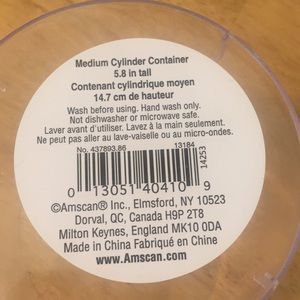 Medium Cylinder Container
5.8 in tall
Contenant cylindrique moyen
14.7 cm de hauteur
Wash before using. Hand wash only.
Not dishwasher or microwave safe.
Laver avant d'utiliser. Lavez à la main seulement.
Ne peut pas aller au lave-vaiselle ou au micro-ondes.
No. 437893.86 13184
14253
0 13051 40410 9
©Amscan® Inc., Elmsford, NY 10523
Dorval, QC, Canada H9P 2T8
Milton Keynes, England MK10 0DA
Made in China Fabriqué en Chine
www.Amscan.com